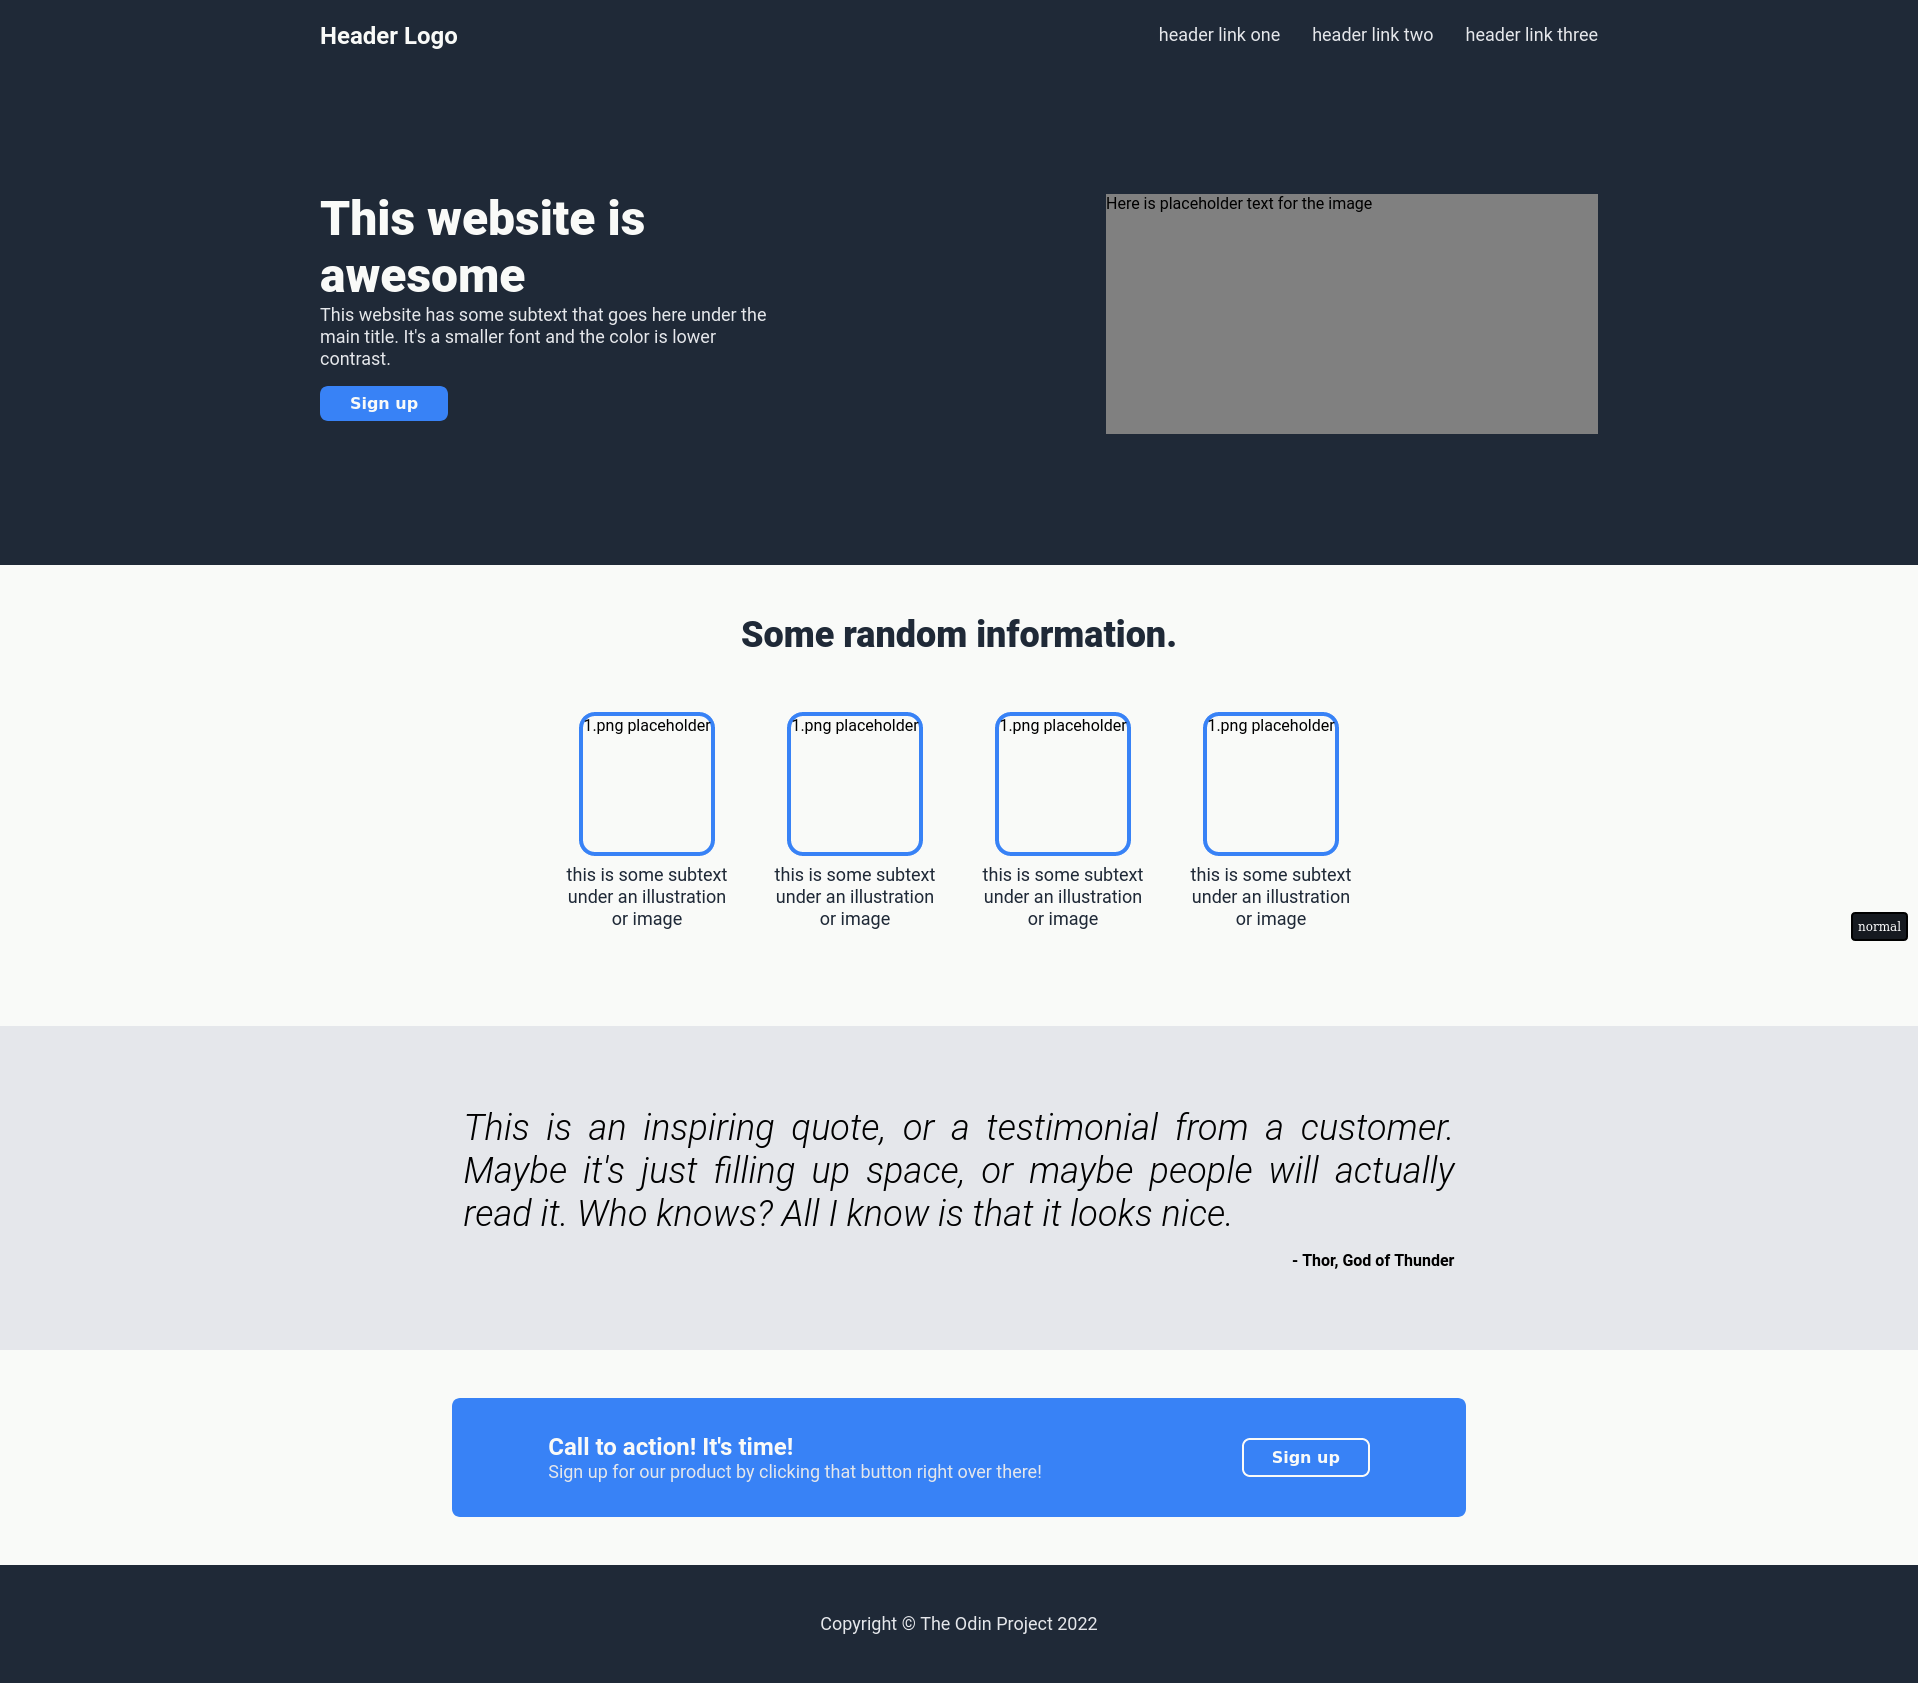 Header Logo
header link one
header link two
header link three
This website is
awesome
This website has some subtext that goes here under the
main title. It's a smaller font and the color is lower
contrast.
Sign up
Here is placeholder text for the image
Some random information.
1.png placeholder
1.png placeholder
1.png placeholder
1.png placeholder
this is some subtext
under an illustration
or image
this is some subtext
under an illustration
or image
this is some subtext
under an illustration
or image
this is some subtext
under an illustration
or image
normal
This is an inspiring quote, or a testimonial from a customer.
Maybe it's just filling up space, or maybe people will actually
read it. Who knows? All I know is that it looks nice.
- Thor, God of Thunder
Call to action! It's time!
Sign up for our product by clicking that button right over there!
Sign up
Copyright © The Odin Project 2022